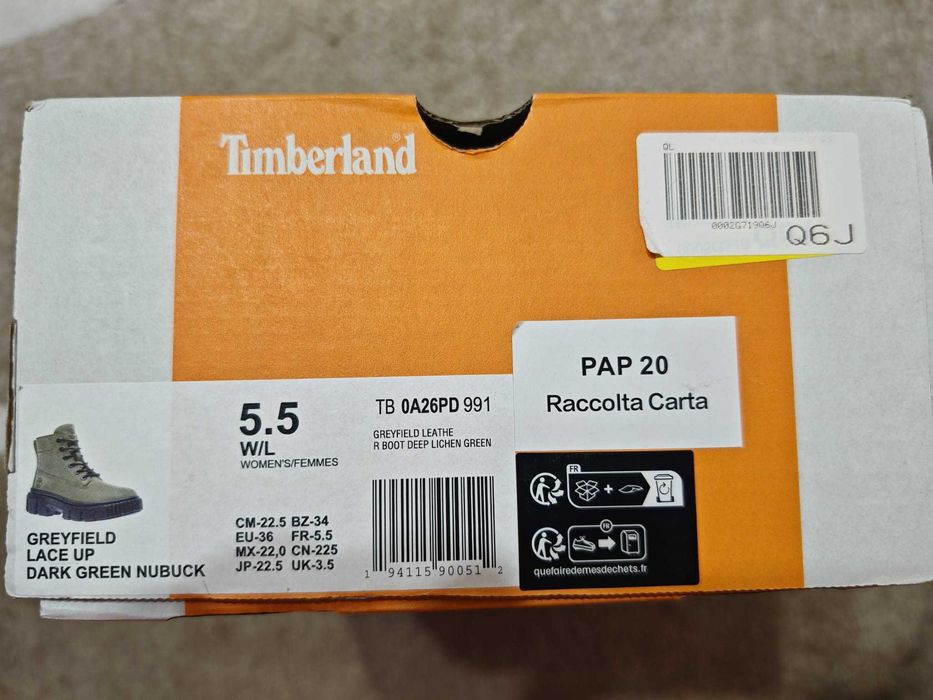 Timberland®
QL
0002G719Q6J
Q6J
PAP 20
Raccolta Carta
5.5
W/L
WOMEN'S/FEMMES
TB 0A26PD 991
GREYFIELD LEATHE
R BOOT DEEP LICHEN GREEN
GREYFIELD
LACE UP
DARK GREEN NUBUCK
CM-22.5 BZ-34
EU-36 FR-5.5
MX-22,0 CN-225
JP-22.5 UK-3.5
1 94115 90051 2
FR
+
FR
quefairedemesdechets.fr